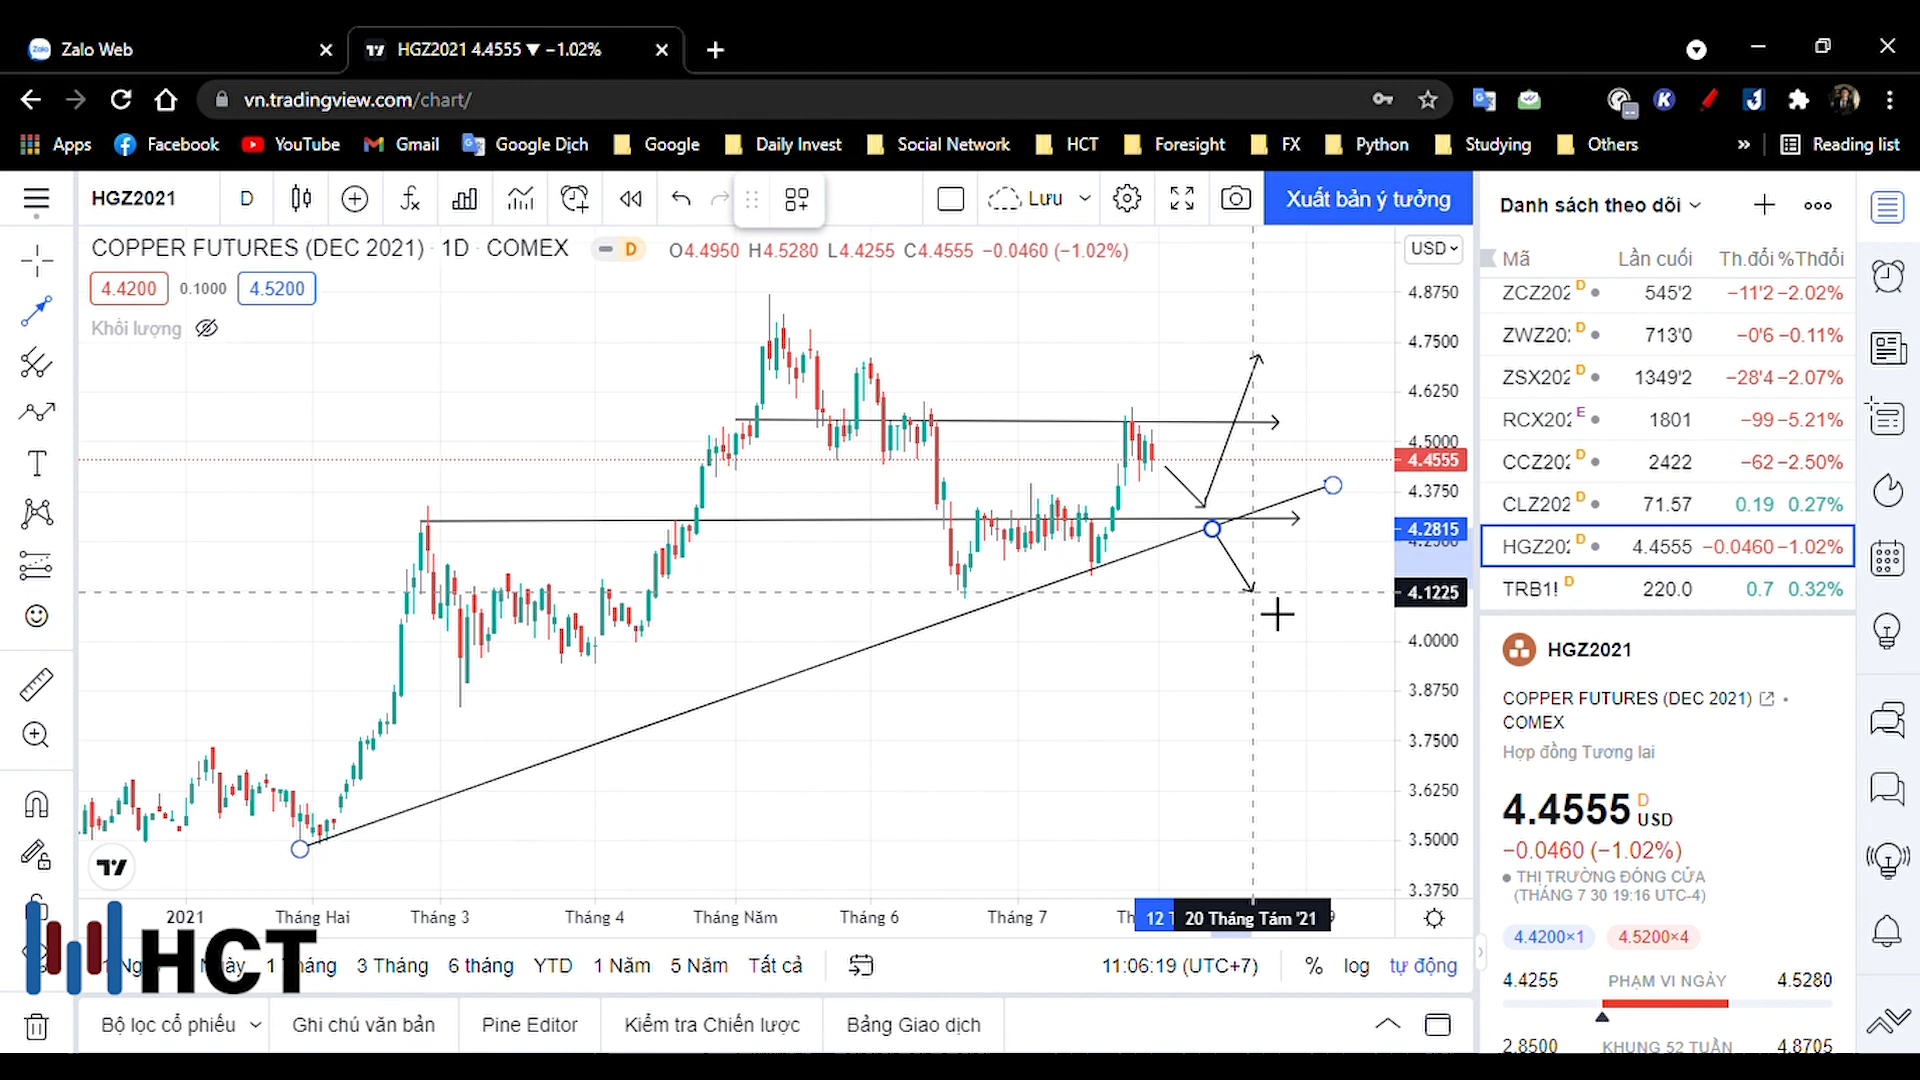 Zalo Web
HGZ2021 4.4555 ▼ −1.02%
vn.tradingview.com/chart/
Apps Facebook YouTube Gmail Google Dịch Google Daily Invest Social Network HCT Foresight FX Python Studying Others » Reading list
HGZ2021 D Lưu Xuất bản ý tưởng
COPPER FUTURES (DEC 2021) · 1D · COMEX D O4.4950 H4.5280 L4.4255 C4.4555 −0.0460 (−1.02%)
4.4200 0.1000 4.5200
Khối lượng
USD
4.8750
4.7500
4.6250
4.5000
4.4555
4.3750
4.2815
4.1225
4.0000
3.8750
3.7500
3.6250
3.5000
3.3750
2021 Tháng Hai Tháng 3 Tháng 4 Tháng Năm Tháng 6 Tháng 7 12 20 Tháng Tám '21
3 Tháng 6 tháng YTD 1 Năm 5 Năm Tất cả 11:06:19 (UTC+7) % log tự động
HCT
Bộ lọc cổ phiếu Ghi chú văn bản Pine Editor Kiểm tra Chiến lược Bảng Giao dịch
Danh sách theo dõi
Mã Lần cuối Th.đổi %Thđổi
ZCZ202 D 545'2 −11'2 −2.02%
ZWZ20 D 713'0 −0'6 −0.11%
ZSX202 D 1349'2 −28'4 −2.07%
RCX202 E 1801 −99 −5.21%
CCZ202 D 2422 −62 −2.50%
CLZ202 D 71.57 0.19 0.27%
HGZ202 D 4.4555 −0.0460 −1.02%
TRB1! D 220.0 0.7 0.32%
HGZ2021
COPPER FUTURES (DEC 2021) ·
COMEX
Hợp đồng Tương lai
4.4555 D USD
−0.0460 (−1.02%)
THỊ TRƯỜNG ĐÓNG CỬA
(THÁNG 7 30 19:16 UTC-4)
4.4200×1 4.5200×4
4.4255 PHẠM VI NGÀY 4.5280
2.8500 KHUNG 52 TUẦN 4.8705